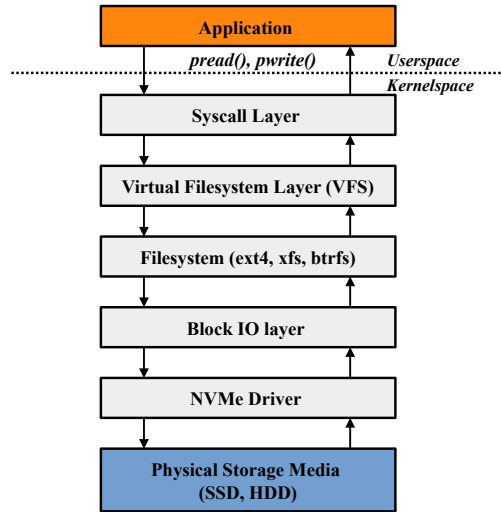 Application
pread(), pwrite()
Userspace
Kernelspace
Syscall Layer
Virtual Filesystem Layer (VFS)
Filesystem (ext4, xfs, btrfs)
Block IO layer
NVMe Driver
Physical Storage Media
(SSD, HDD)